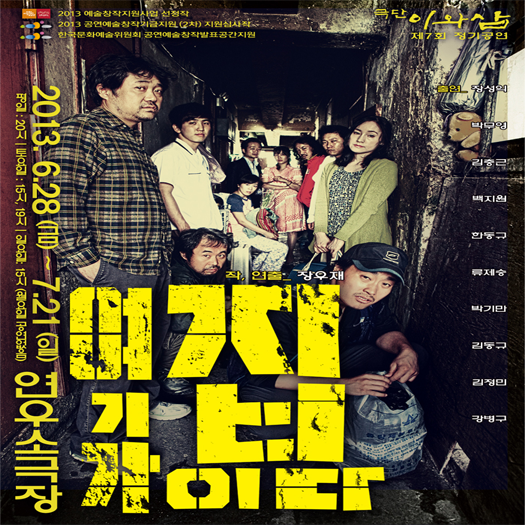 2013 예술창작지원사업 선정작
2013 공연예술창작기금지원 (2차) 지원심사작
한국문화예술위원회 공연예술창작발표공간지원
극단 이와삼
제7회 정기공연
출연 장성익
박무영
김충근
백지원
한동규
류제승
박기만
김동규
김정민
강병구
작, 연출 장우재
여기가 집이다
2013. 6.28 (금) ~ 7.21 (일) 연우소극장
평일 : 20시 | 토요일 : 15시 19시 | 일요일 : 15시 (월요일 공연없음)